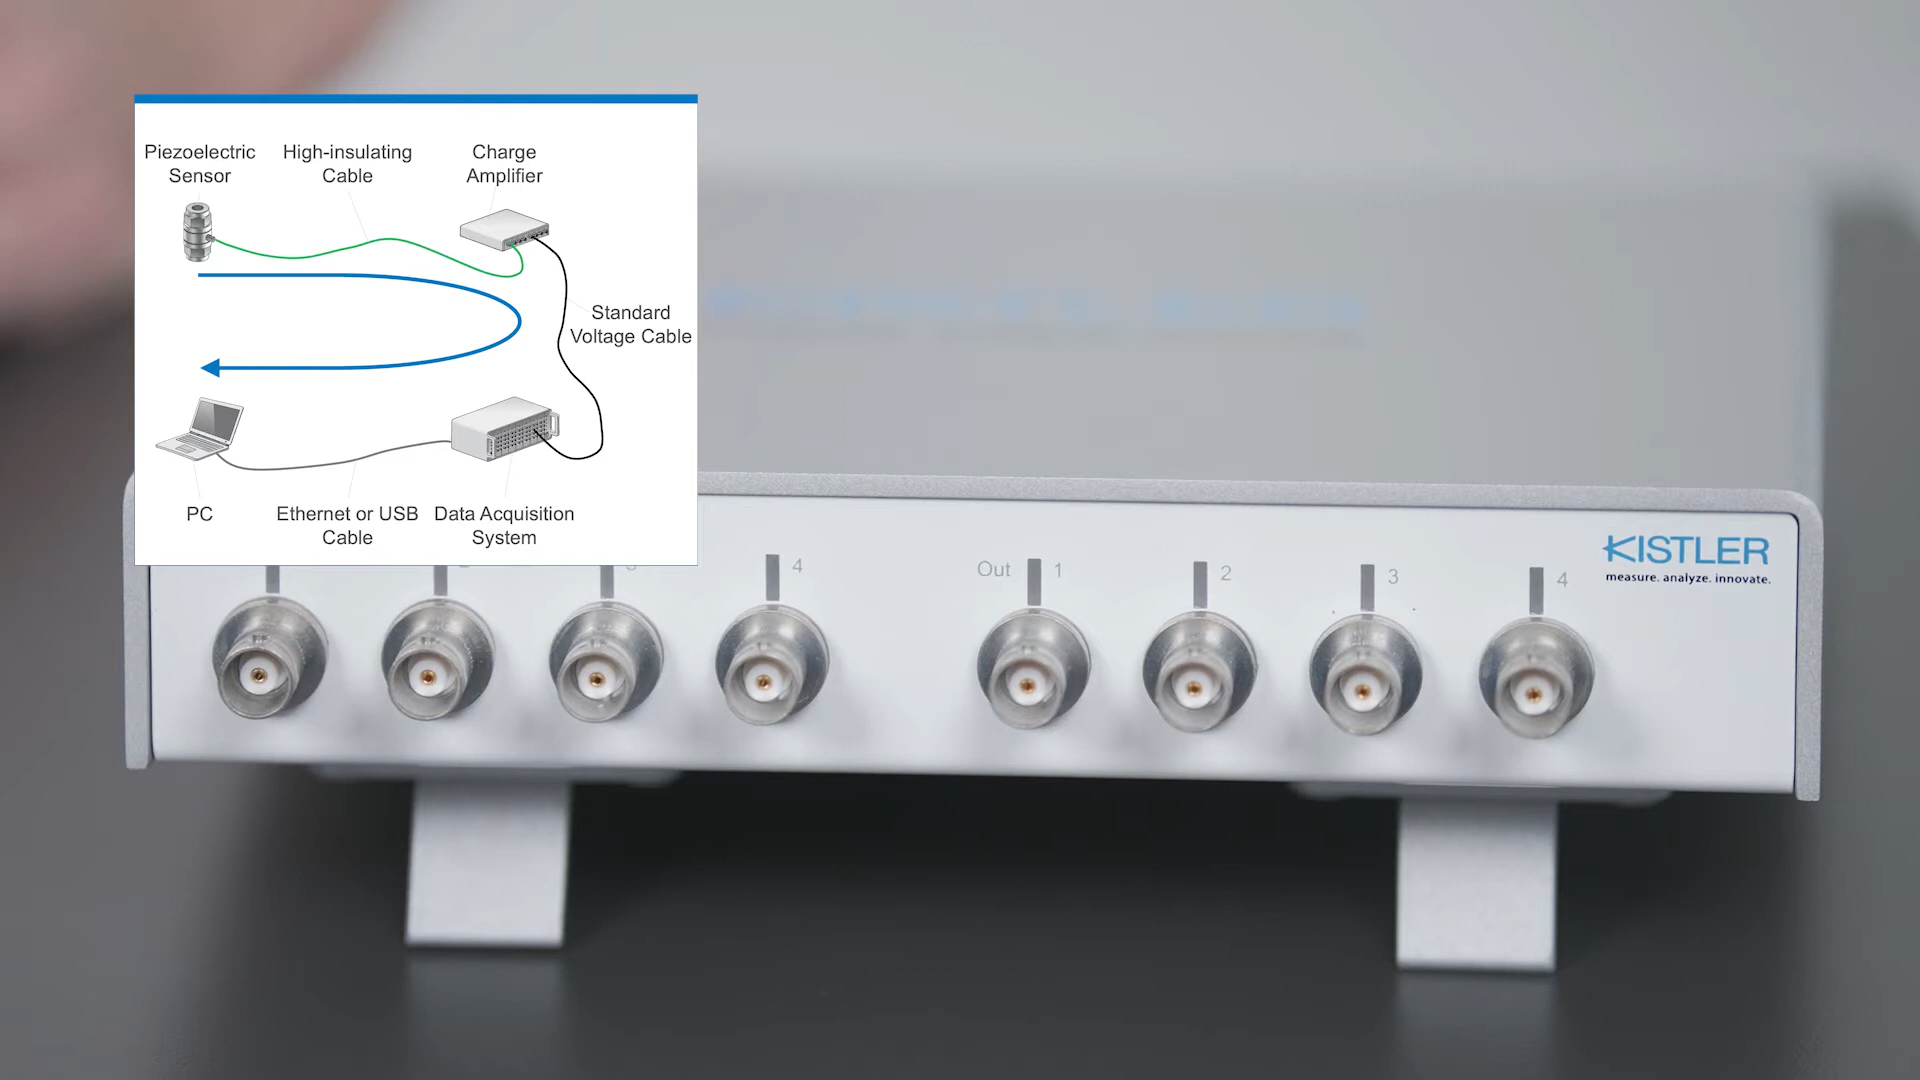 Piezoelectric
Sensor
High-insulating
Cable
Charge
Amplifier
Standard
Voltage Cable
PC
Ethernet or USB
Cable
Data Acquisition
System
4
Out 1
2
3
4
KISTLER
measure. analyze. innovate.